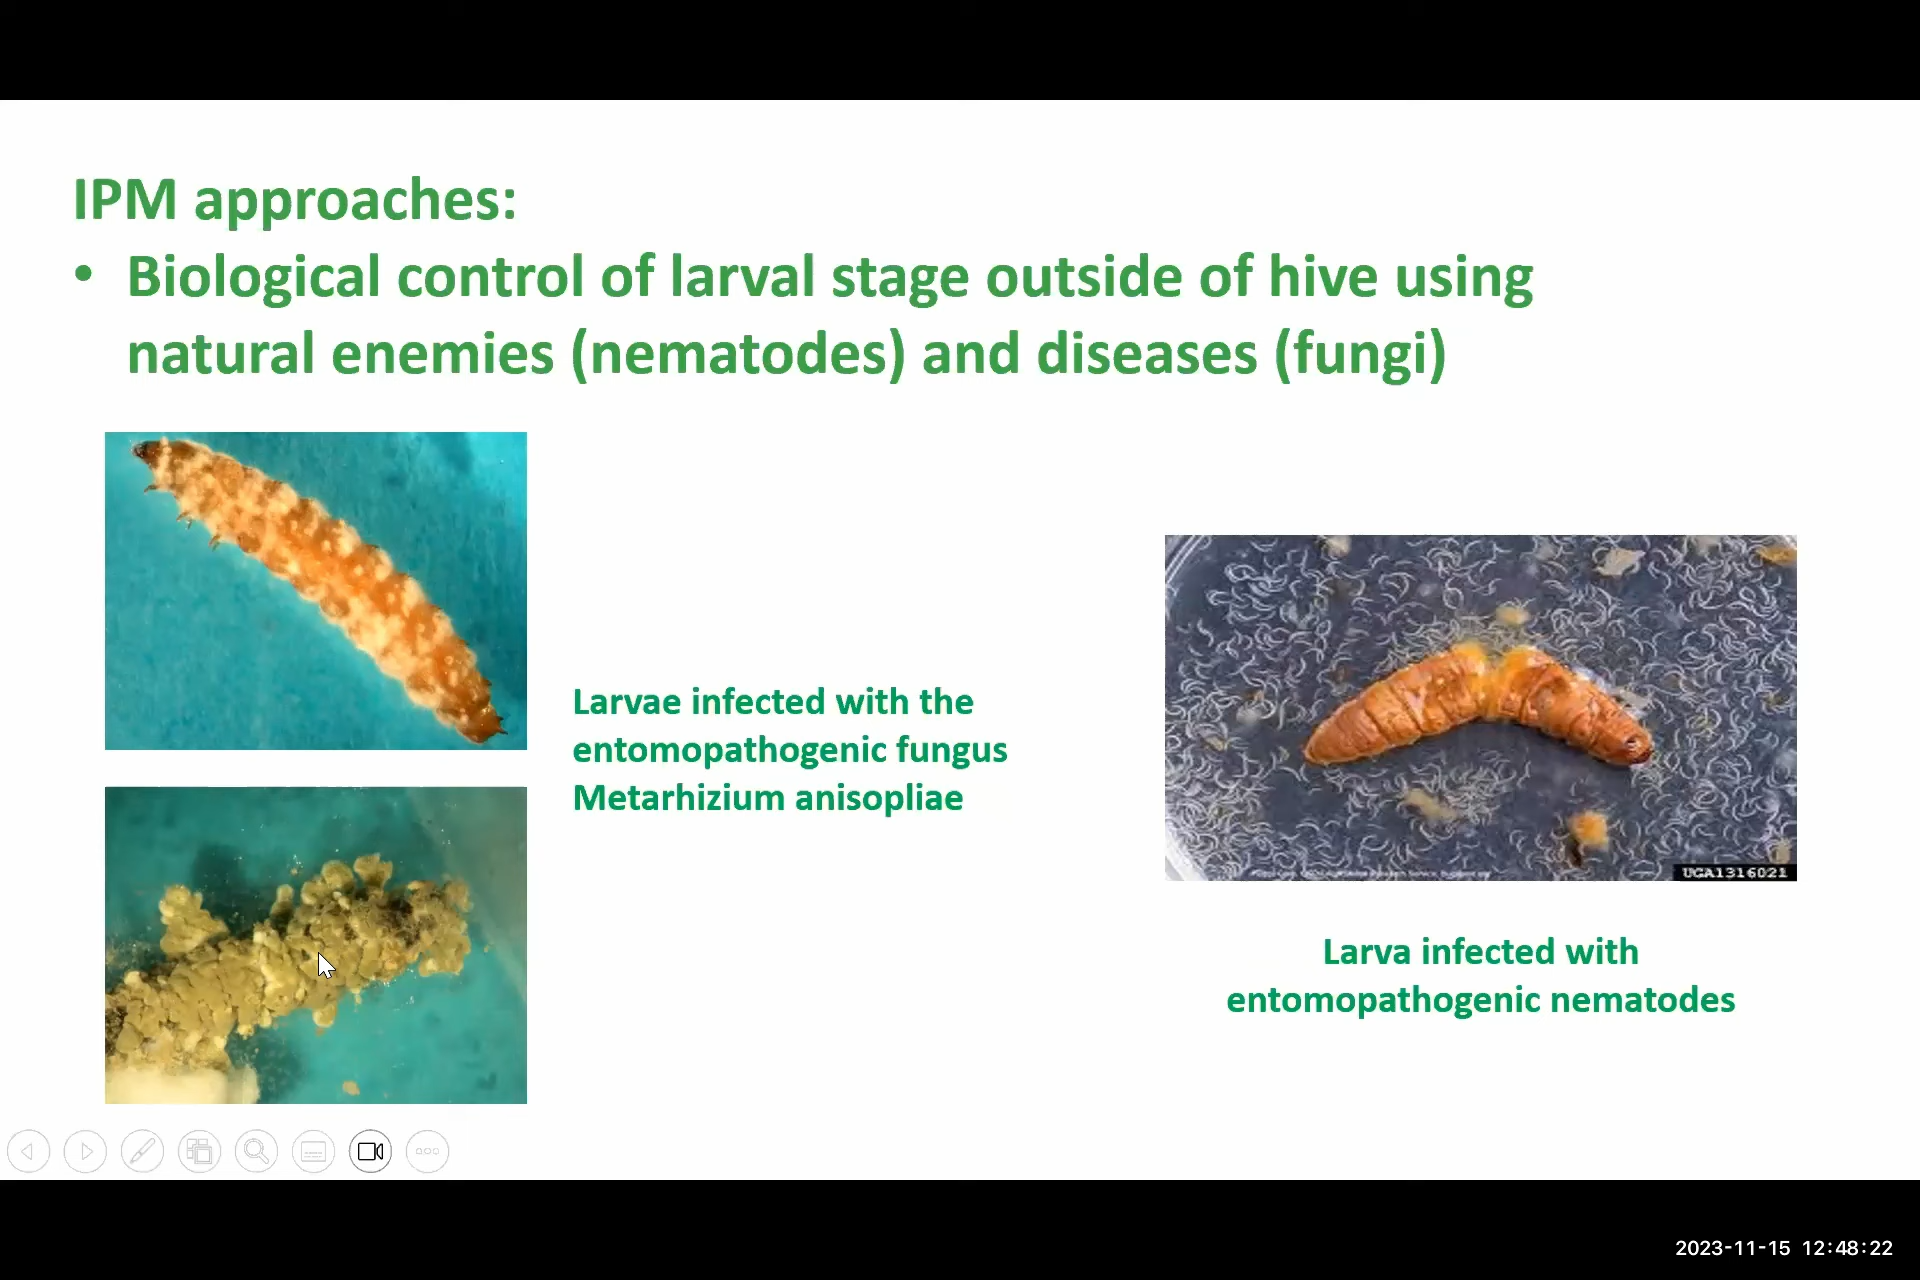 IPM approaches:
• Biological control of larval stage outside of hive using
natural enemies (nematodes) and diseases (fungi)
Larvae infected with the
entomopathogenic fungus
Metarhizium anisopliae
UGA1316021
Larva infected with
entomopathogenic nematodes
2023-11-15 12:48:22